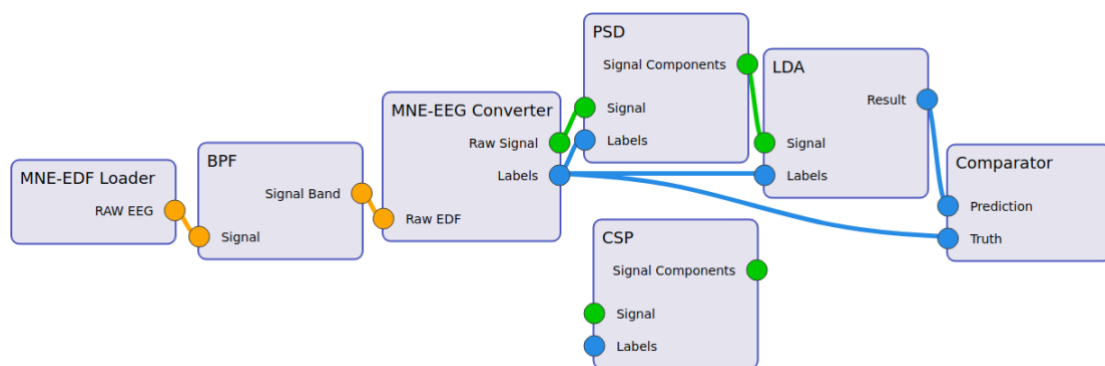 MNE-EDF Loader
RAW EEG
BPF
Signal Band
Signal
MNE-EEG Converter
Raw Signal
Labels
Raw EDF
PSD
Signal Components
Signal
Labels
LDA
Result
Signal
Labels
CSP
Signal Components
Signal
Labels
Comparator
Prediction
Truth